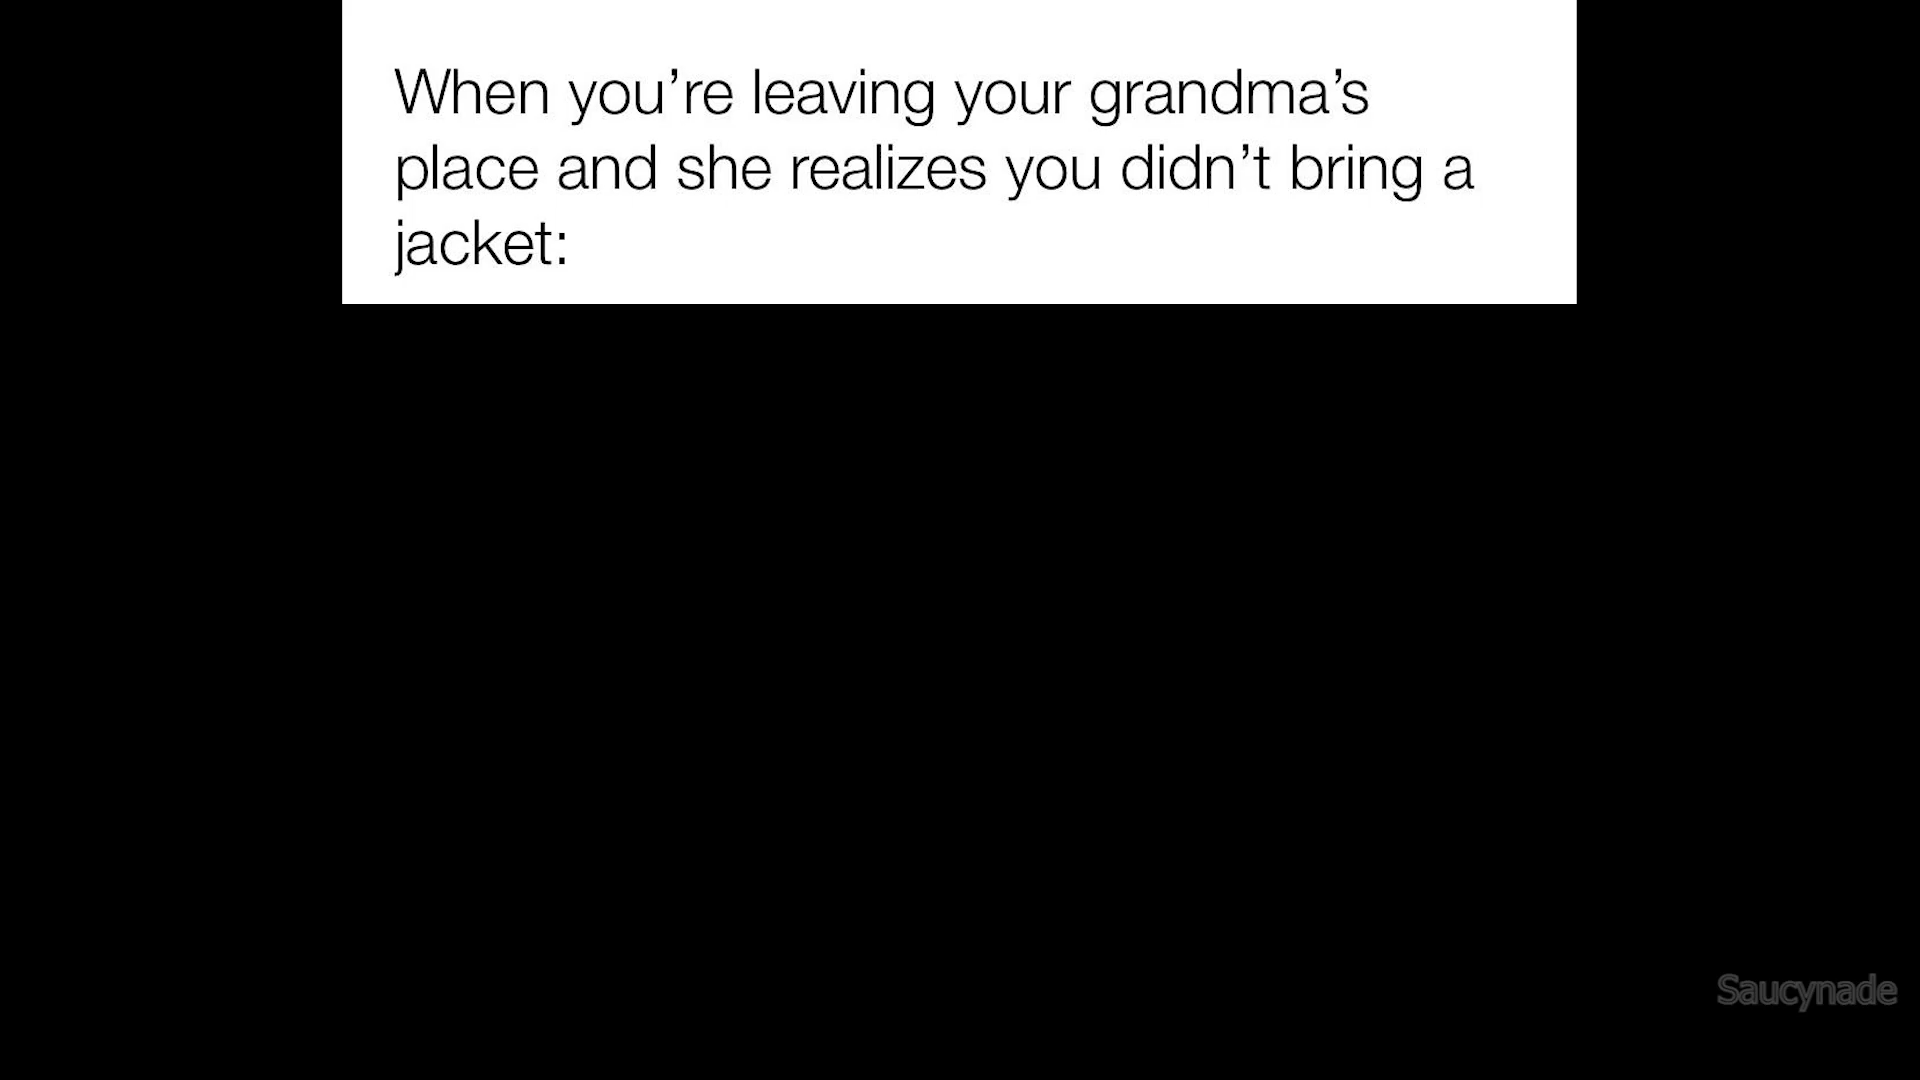 When you’re leaving your grandma’s
place and she realizes you didn’t bring a
jacket:
Saucynade